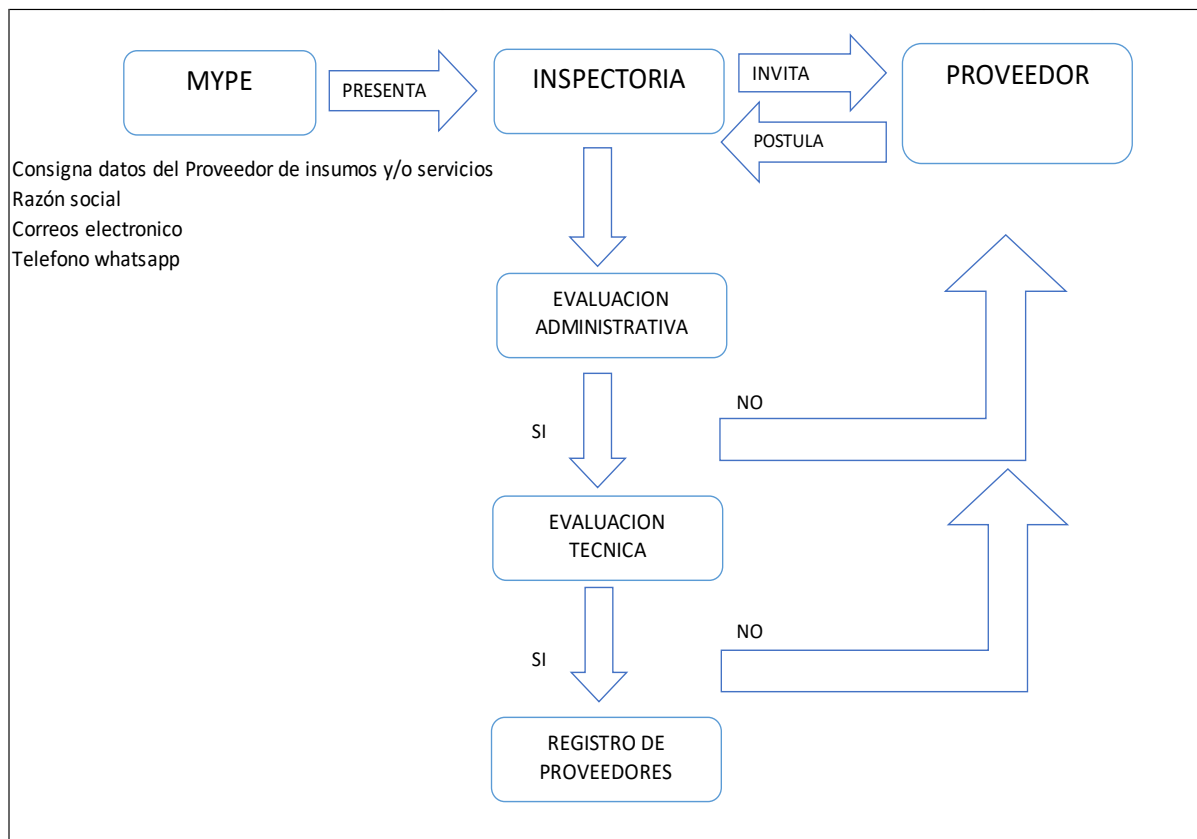 MYPE
PRESENTA
INSPECTORIA
INVITA
PROVEEDOR
POSTULA
Consigna datos del Proveedor de insumos y/o servicios
Razón social
Correos electronico
Telefono whatsapp
EVALUACION
ADMINISTRATIVA
SI
NO
EVALUACION
TECNICA
SI
NO
REGISTRO DE
PROVEEDORES